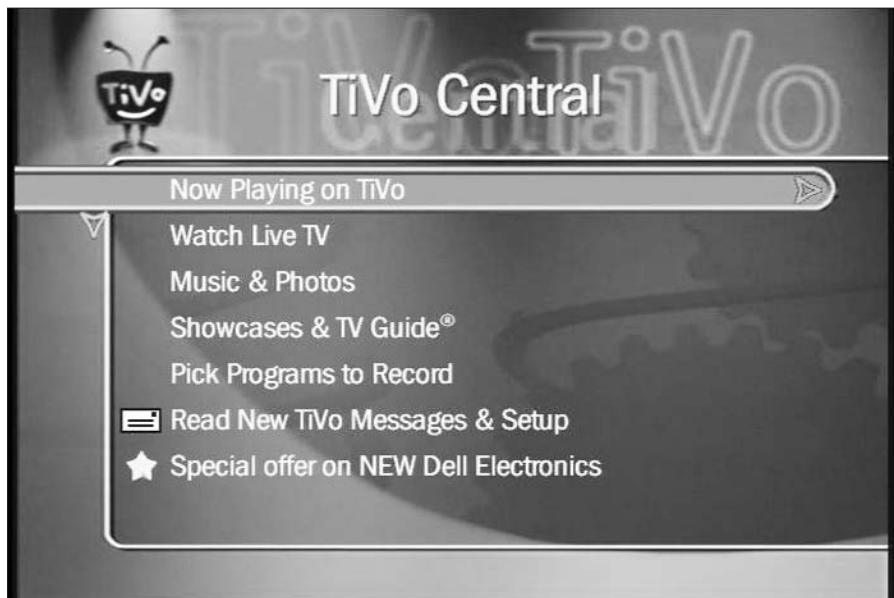 TiVo
TiVo Central
TiVo TiVo
Central
Now Playing on TiVo
Watch Live TV
Music & Photos
Showcases & TV Guide®
Pick Programs to Record
Read New TiVo Messages & Setup
Special offer on NEW Dell Electronics